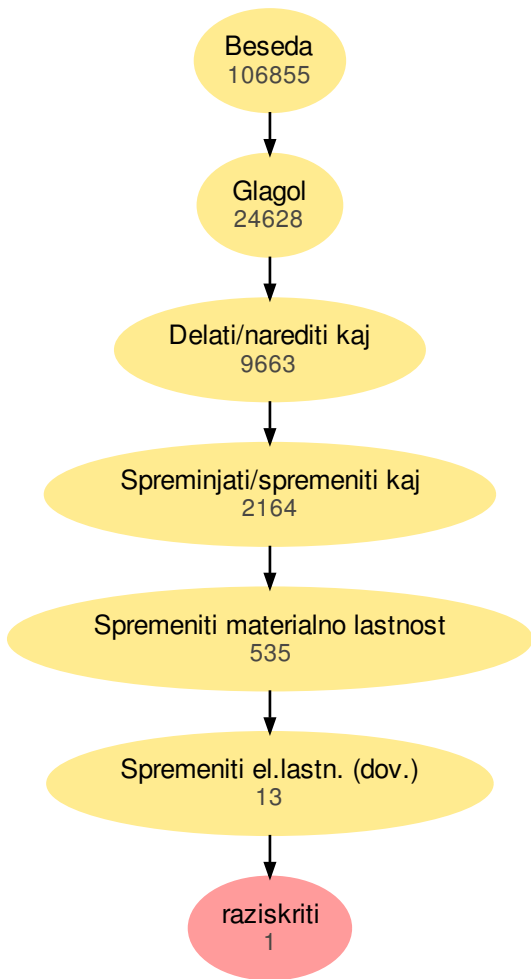 Beseda
106855
Glagol
24628
Delati/narediti kaj
9663
Spreminjati/spremeniti kaj
2164
Spremeniti materialno lastnost
535
Spremeniti el.lastn. (dov.)
13
raziskriti
1